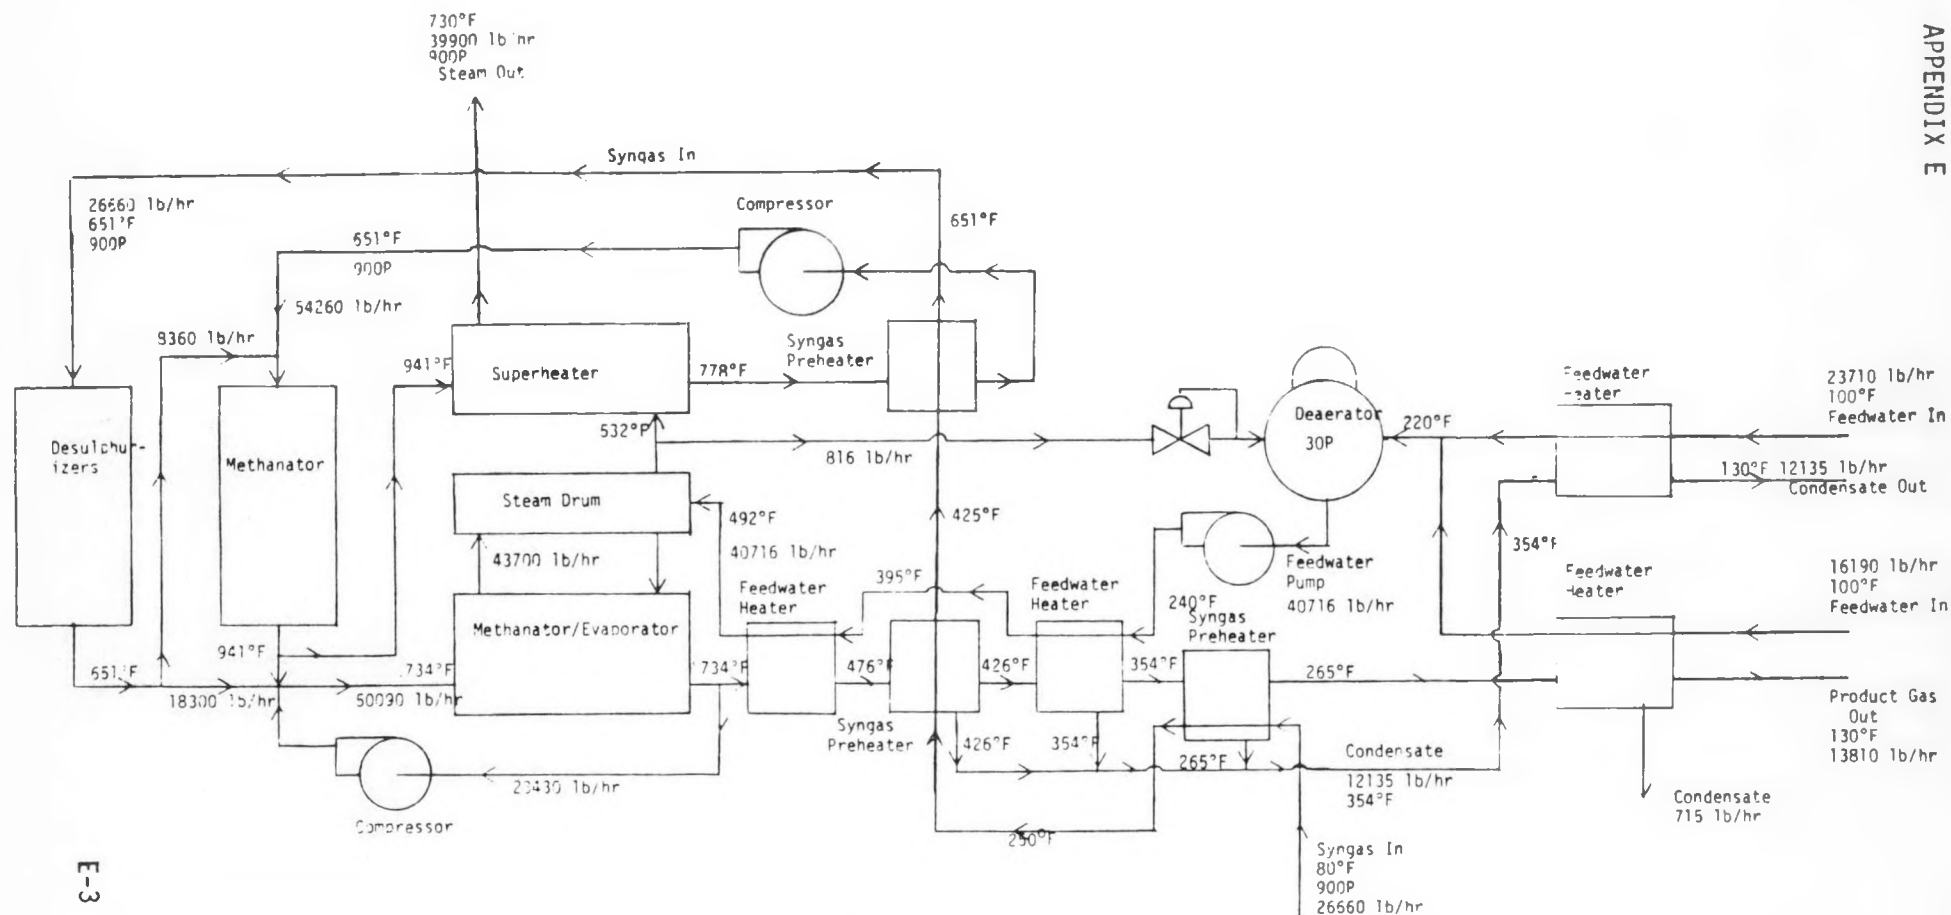 APPENDIX E
730°F
39900 lb/hr
900P
Steam Out
Syngas In
26660 lb/hr
651°F
900P
Compressor
651°F
651°F
900P
54260 lb/hr
9360 lb/hr
941°F
Superheater
778°F
Syngas
Preheater
532°F
816 lb/hr
Deaerator
30P
220°F
Feedwater
Heater
23710 lb/hr
100°F
Feedwater In
130°F 12135 lb/hr
Condensate Out
Desulphur-
izers
Methanator
Steam Drum
492°F
40716 lb/hr
425°F
43700 lb/hr
395°F
Feedwater
Heater
Feedwater
Heater
240°F
Syngas
Preheater
Feedwater
Pump
40716 lb/hr
354°F
Feedwater
Heater
16190 lb/hr
100°F
Feedwater In
Methanator/Evaporator
941°F
651°F
18300 lb/hr
734°F
50090 lb/hr
734°F
476°F
426°F
354°F
265°F
Syngas
Preheater
426°F
354°F
265°F
Condensate
12135 lb/hr
354°F
Product Gas
Out
130°F
13810 lb/hr
23430 lb/hr
Compressor
250°F
Condensate
715 lb/hr
Syngas In
80°F
900P
26660 lb/hr
E-3